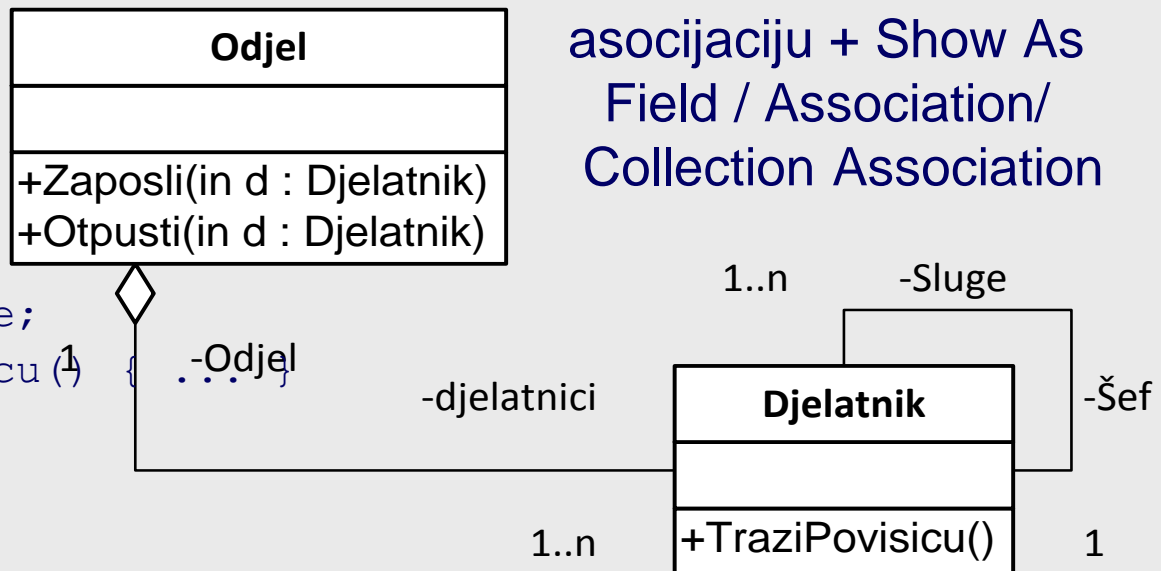 Odjel
asocijaciju + Show As
Field / Association/
Collection Association
+Zaposli(in d : Djelatnik)
+Otpusti(in d : Djelatnik)
1..n
-Sluge
e;
cu() { ... }
1
-Odjel
-djelatnici
Djelatnik
-Šef
1..n
+TraziPovisicu()
1